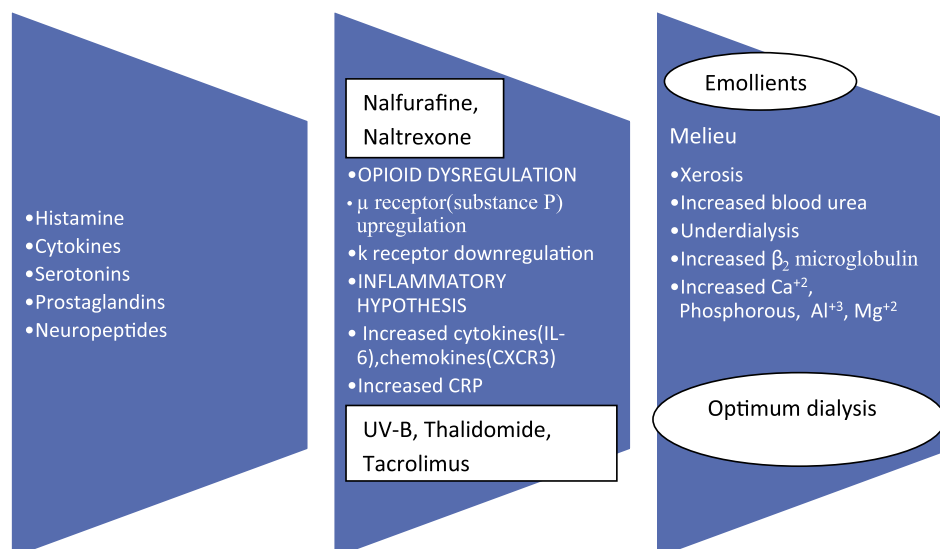 •Histamine
•Cytokines
•Serotonins
•Prostaglandins
•Neuropeptides
Nalfurafine,
Naltrexone
•OPIOID DYSREGULATION
• μ receptor(substance P)
upregulation
•k receptor downregulation
•INFLAMMATORY
HYPOTHESIS
• Increased cytokines(IL-
6),chemokines(CXCR3)
•Increased CRP
UV-B, Thalidomide,
Tacrolimus
Emollients
Melieu
•Xerosis
•Increased blood urea
•Underdialysis
•Increased β₂ microglobulin
•Increased Ca⁺²,
Phosphorous, Al⁺³, Mg⁺²
Optimum dialysis